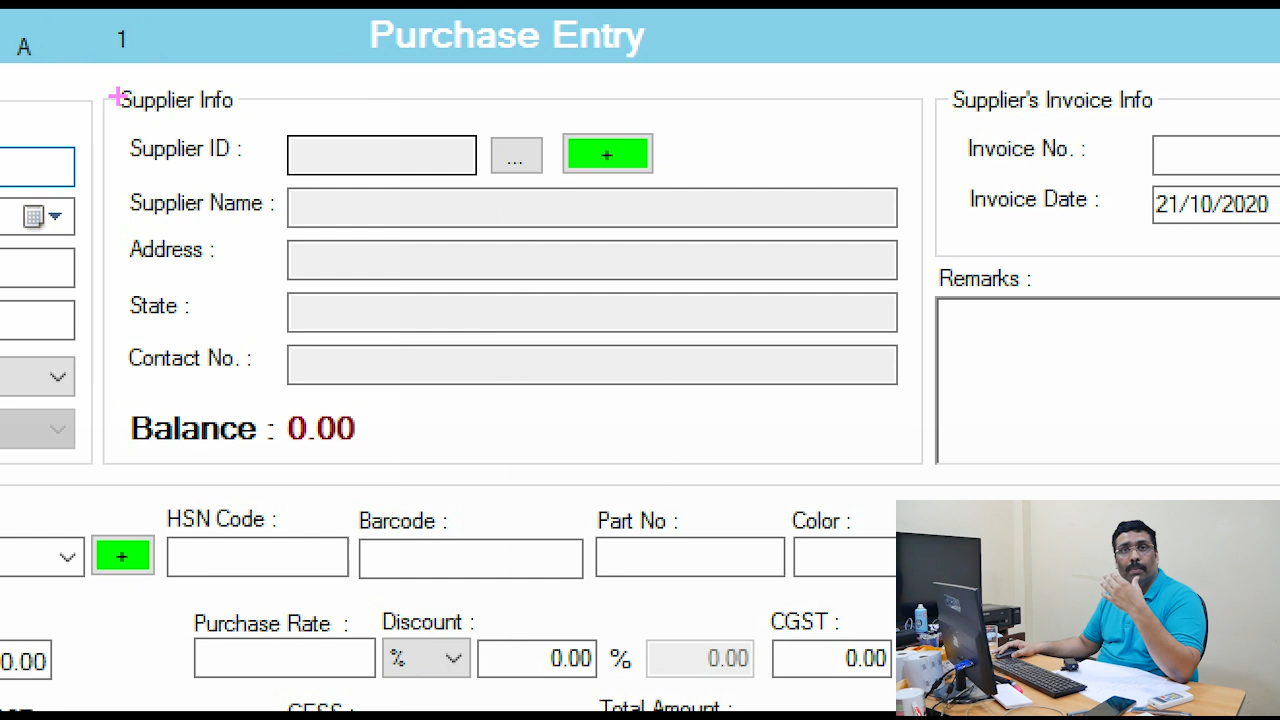 A 1 Purchase Entry
Supplier Info
Supplier's Invoice Info
Supplier ID : ... +
Invoice No. :
Supplier Name :
Invoice Date : 21/10/2020
Address :
Remarks :
State :
Contact No. :
Balance : 0.00
HSN Code : Barcode : Part No : Color :
+
Purchase Rate : Discount : CGST :
0.00 % 0.00 % 0.00 0.00
CESS : Total Amount :